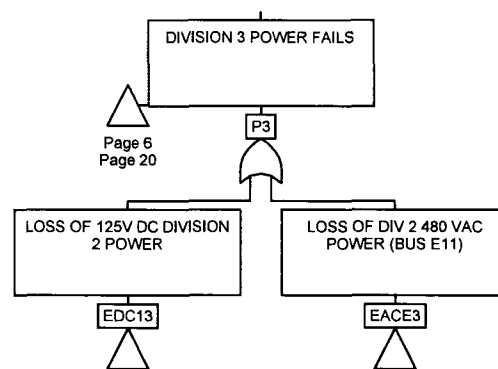 DIVISION 3 POWER FAILS
P3
Page 6
Page 20
LOSS OF 125V DC DIVISION
2 POWER
LOSS OF DIV 2 480 VAC
POWER (BUS E11)
EDC13
EACE3